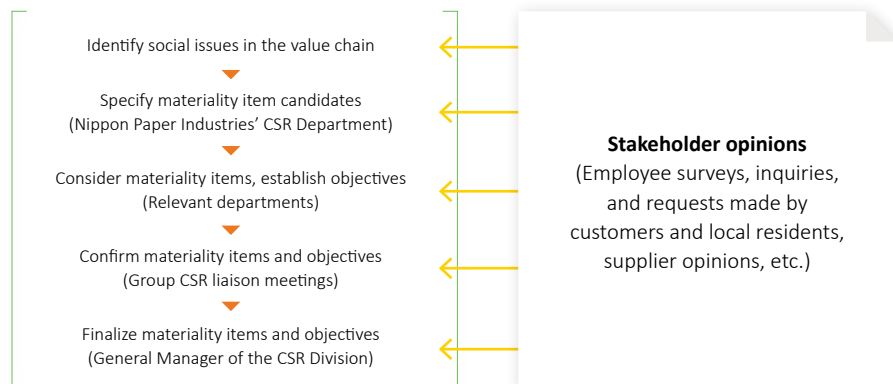 Identify social issues in the value chain
Specify materiality item candidates
(Nippon Paper Industries’ CSR Department)
Consider materiality items, establish objectives
(Relevant departments)
Confirm materiality items and objectives
(Group CSR liaison meetings)
Finalize materiality items and objectives
(General Manager of the CSR Division)
Stakeholder opinions
(Employee surveys, inquiries,
and requests made by
customers and local residents,
supplier opinions, etc.)